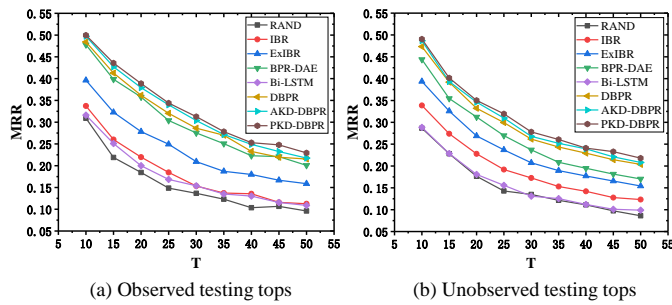 0.55
0.50
0.45
0.40
0.35
0.30
0.25
0.20
0.15
0.10
0.05
MRR
5 10 15 20 25 30 35 40 45 50 55
T
RAND
IBR
ExIBR
BPR-DAE
Bi-LSTM
DBPR
AKD-DBPR
PKD-DBPR
(a) Observed testing tops
0.55
0.50
0.45
0.40
0.35
0.30
0.25
0.20
0.15
0.10
0.05
MRR
5 10 15 20 25 30 35 40 45 50 55
T
RAND
IBR
ExIBR
BPR-DAE
Bi-LSTM
DBPR
AKD-DBPR
PKD-DBPR
(b) Unobserved testing tops